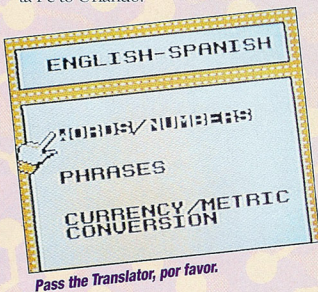 ENGLISH-SPANISH
WORDS/NUMBERS
PHRASES
CURRENCY/METRIC
CONVERSION
Pass the Translator, por favor.